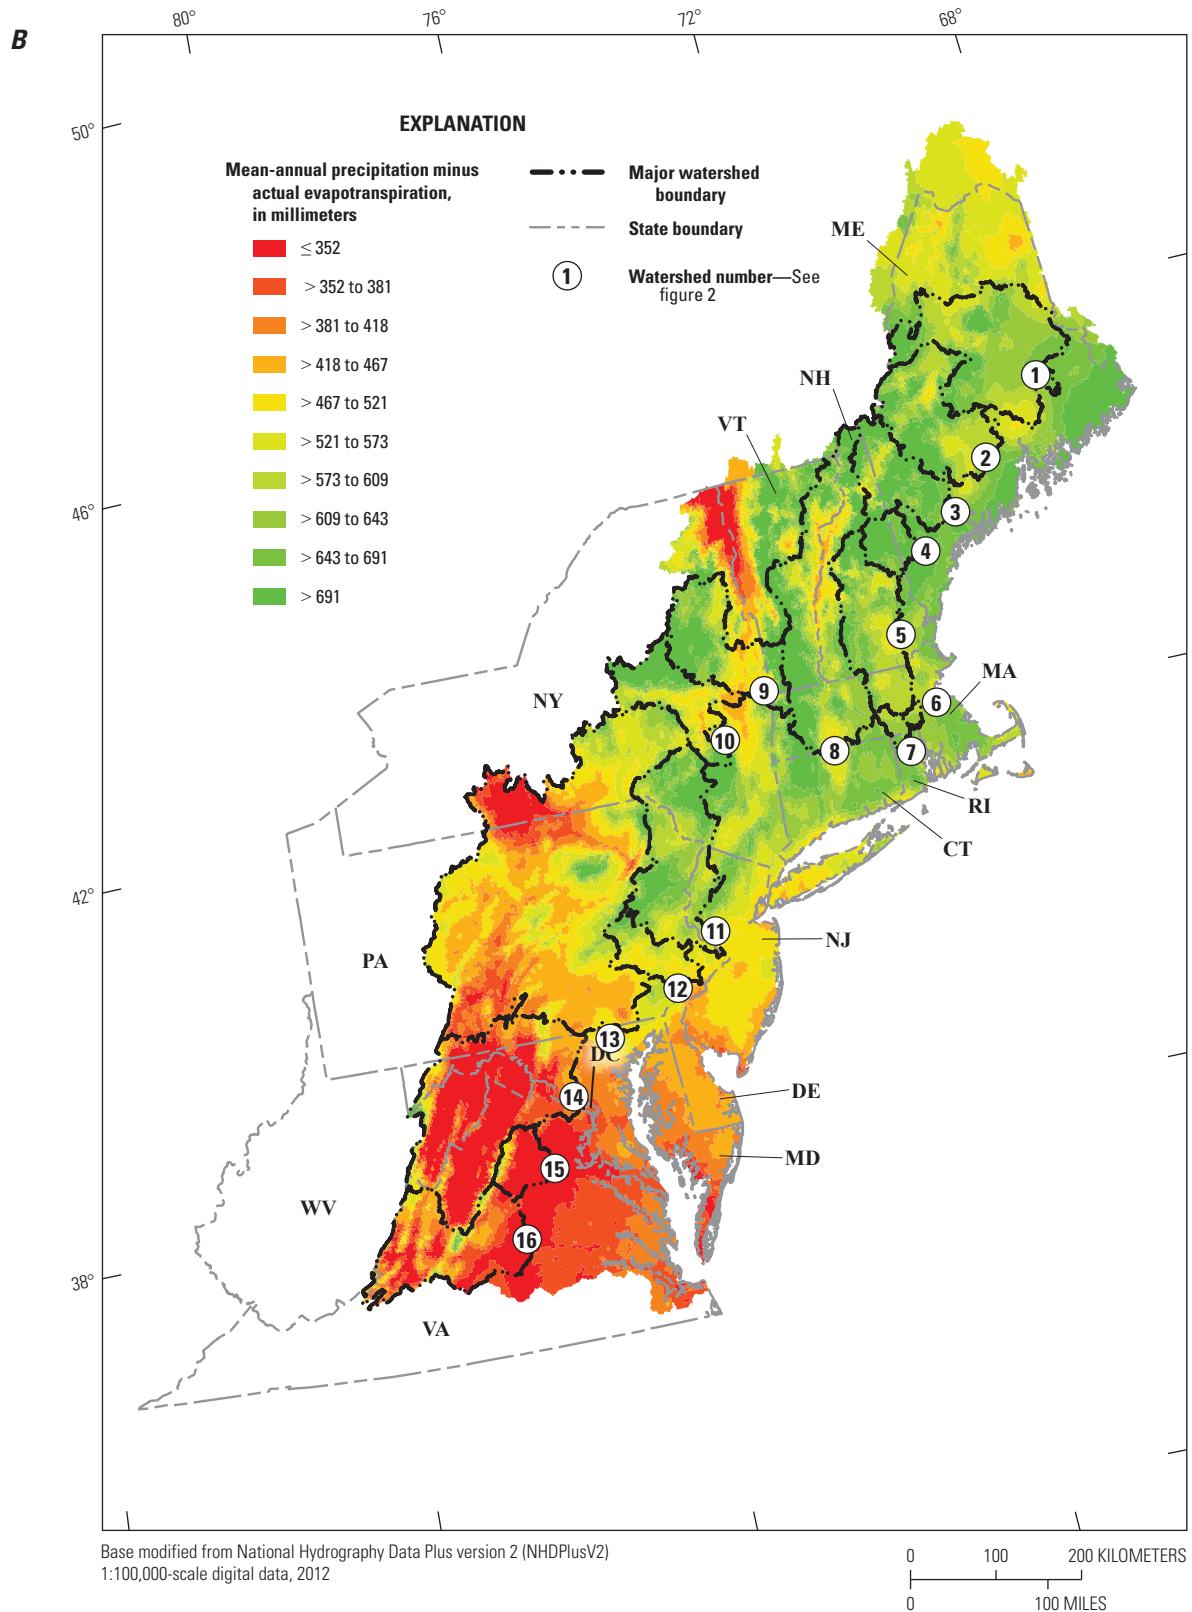 B
80°
76°
72°
68°
50°
46°
42°
38°
EXPLANATION
Mean-annual precipitation minus
actual evapotranspiration,
in millimeters
≤ 352
> 352 to 381
> 381 to 418
> 418 to 467
> 467 to 521
> 521 to 573
> 573 to 609
> 609 to 643
> 643 to 691
> 691
Major watershed
boundary
State boundary
1
Watershed number—See
figure 2
ME
NH
VT
NY
MA
RI
CT
NJ
PA
DC
DE
MD
WV
VA
1
2
3
4
5
6
7
8
9
10
11
12
13
14
15
16
Base modified from National Hydrography Data Plus version 2 (NHDPlusV2)
1:100,000-scale digital data, 2012
0 100 200 KILOMETERS
0 100 MILES